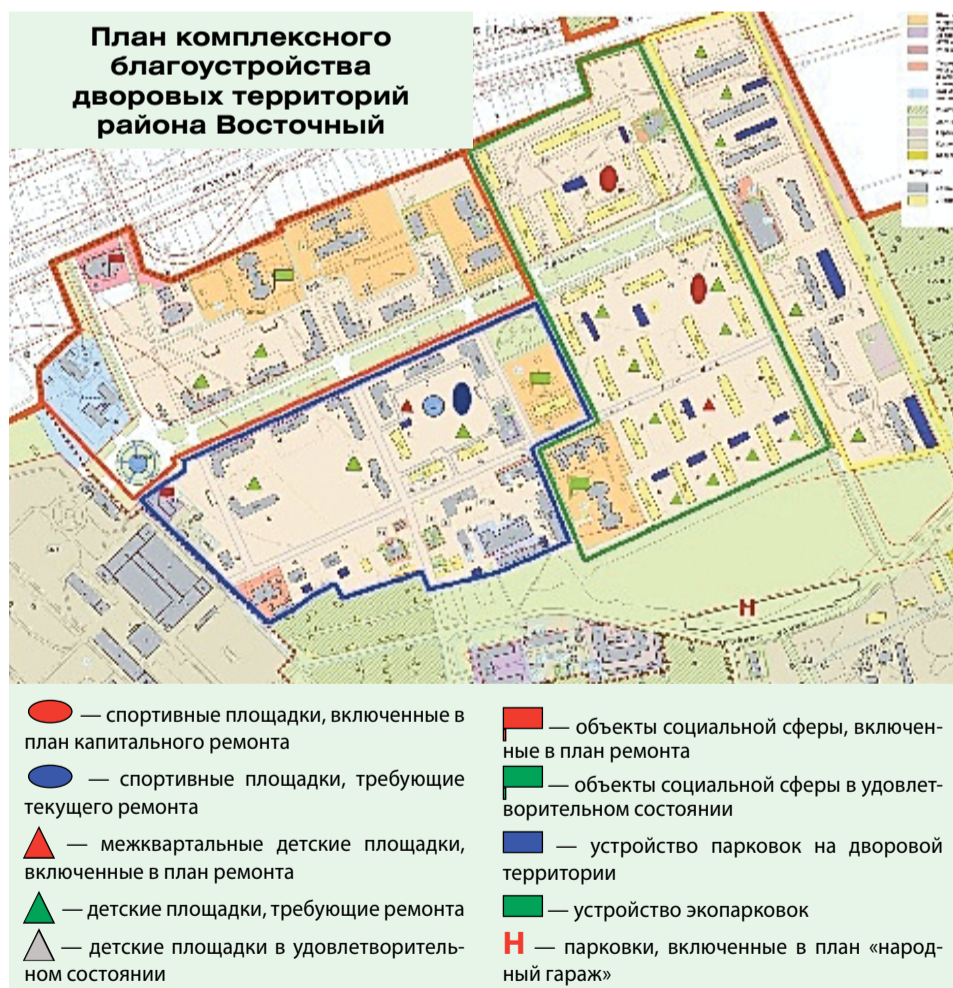 План комплексного
благоустройства
дворовых территорий
района Восточный
Н
— спортивные площадки, включенные в
план капитального ремонта
— спортивные площадки, требующие
текущего ремонта
— межквартальные детские площадки,
включенные в план ремонта
— детские площадки, требующие ремонта
— детские площадки в удовлетворитель-
ном состоянии
— объекты социальной сферы, включен-
ные в план ремонта
— объекты социальной сферы в удовлет-
ворительном состоянии
— устройство парковок на дворовой
территории
— устройство экопарковок
Н — парковки, включенные в план «народ-
ный гараж»